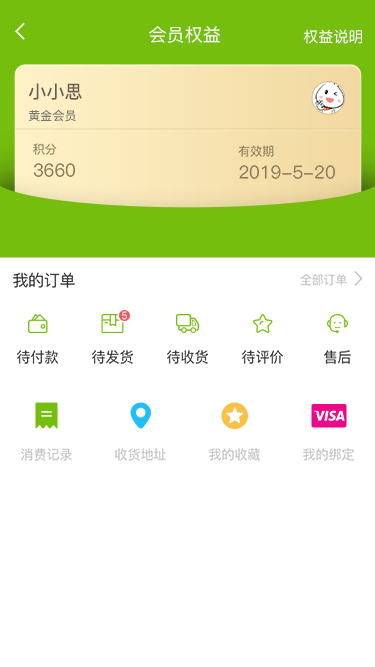 会员权益
权益说明
小小思
黄金会员
积分
有效期
3660
2019-5-20
我的订单
全部订单
5
待付款
待发货
待收货
待评价
售后
VISA
消费记录
收货地址
我的收藏
我的绑定